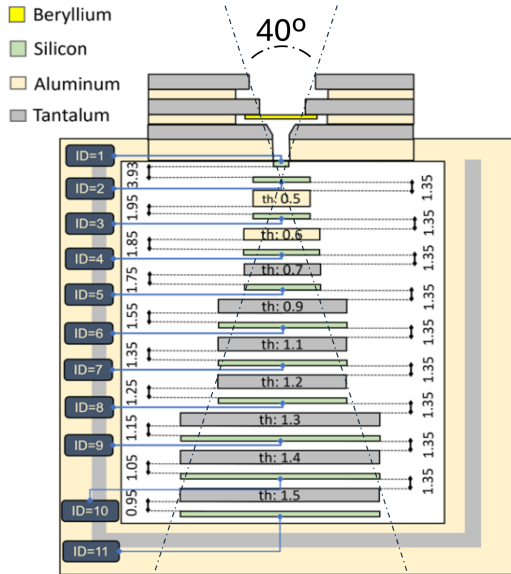 Beryllium
Silicon
Aluminum
Tantalum
40º
ID=1
ID=2
ID=3
ID=4
ID=5
ID=6
ID=7
ID=8
ID=9
ID=10
ID=11
3.93
1.95
1.85
1.75
1.55
1.35
1.25
1.15
1.05
0.95
th: 0.5
th: 0.6
th: 0.7
th: 0.9
th: 1.1
th: 1.2
th: 1.3
th: 1.4
th: 1.5
1.35
1.35
1.35
1.35
1.35
1.35
1.35
1.35
1.35